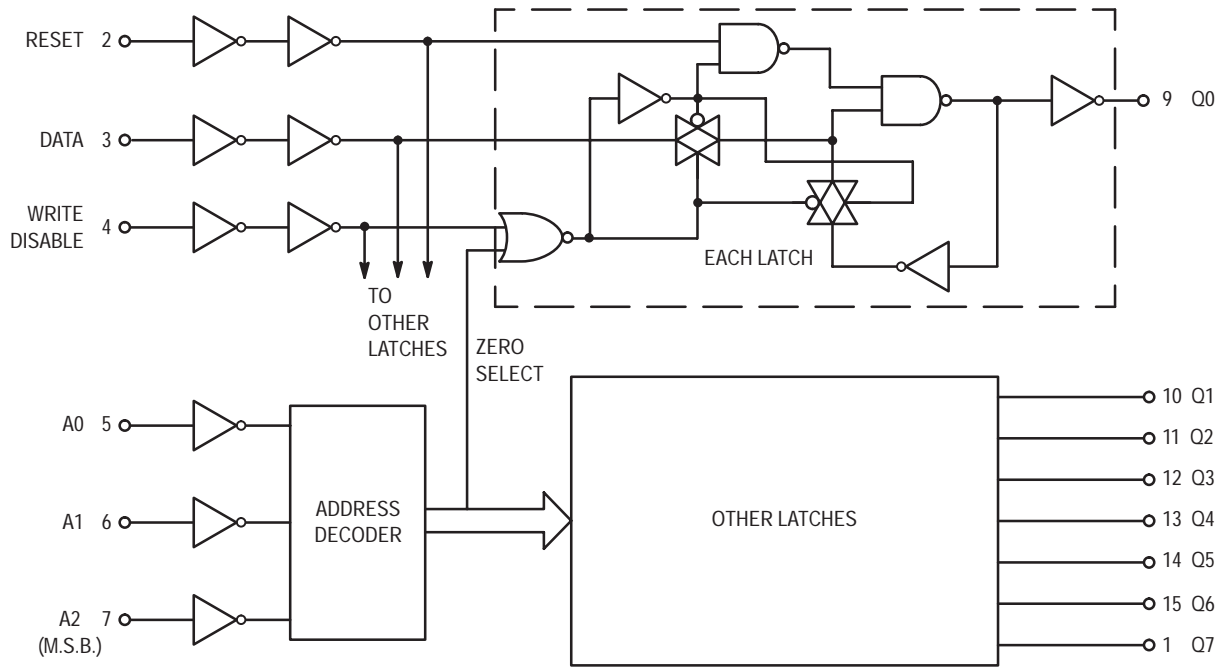 RESET 2
DATA 3
WRITE
DISABLE 4
9 Q0
EACH LATCH
TO
OTHER
LATCHES
ZERO
SELECT
A0 5
A1 6
A2 7
(M.S.B.)
ADDRESS
DECODER
OTHER LATCHES
10 Q1
11 Q2
12 Q3
13 Q4
14 Q5
15 Q6
1 Q7